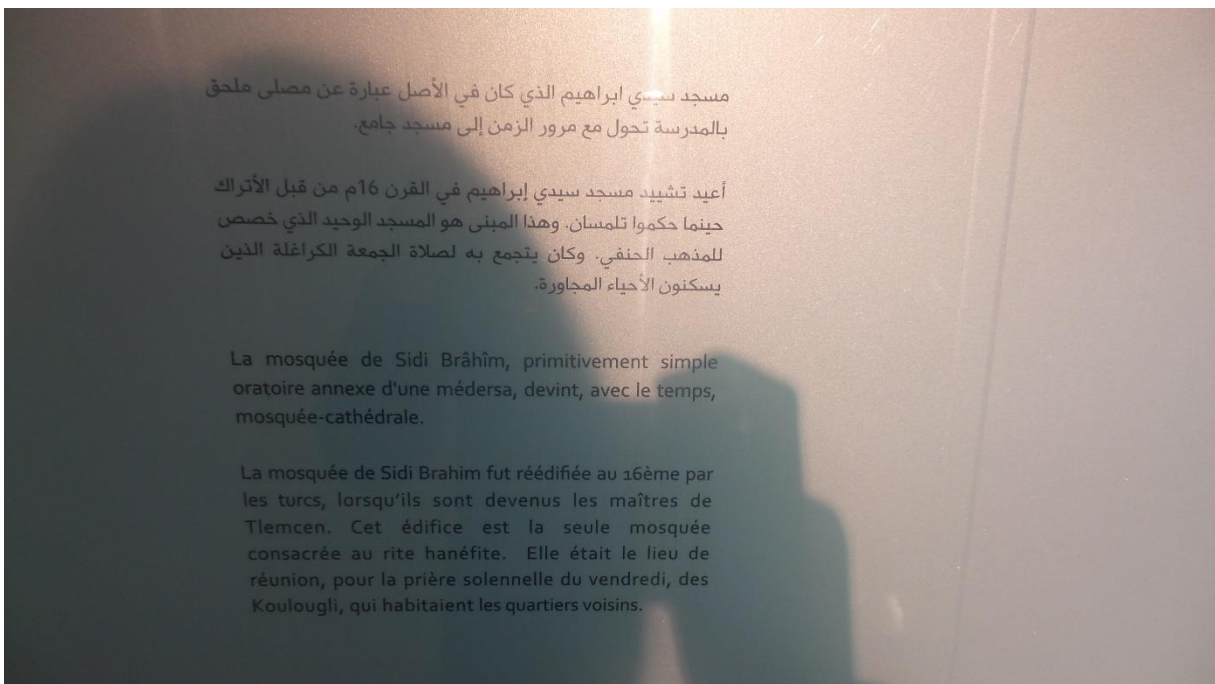 مسجد سيدي ابراهيم الذي كان في الأصل عبارة عن مصلى ملحق
بالمدرسة تحول مع مرور الزمن إلى مسجد جامع.
أعيد تشييد مسجد سيدي إبراهيم في القرن 16م من قبل الأتراك
حينما حكموا تلمسان. وهذا المبنى هو المسجد الوحيد الذي خصص
للمذهب الحنفي. وكان يتجمع به لصلاة الجمعة الكراغلة الذين
يسكنون الأحياء المجاورة.
La mosquée de Sidi Brâhîm, primitivement simple
oratoire annexe d'une médersa, devint, avec le temps,
mosquée-cathédrale.
La mosquée de Sidi Brahim fut réédifiée au 16ème par
les turcs, lorsqu'ils sont devenus les maîtres de
Tlemcen. Cet édifice est la seule mosquée
consacrée au rite hanéfite. Elle était le lieu de
réunion, pour la prière solennelle du vendredi, des
Koulougli, qui habitaient les quartiers voisins.